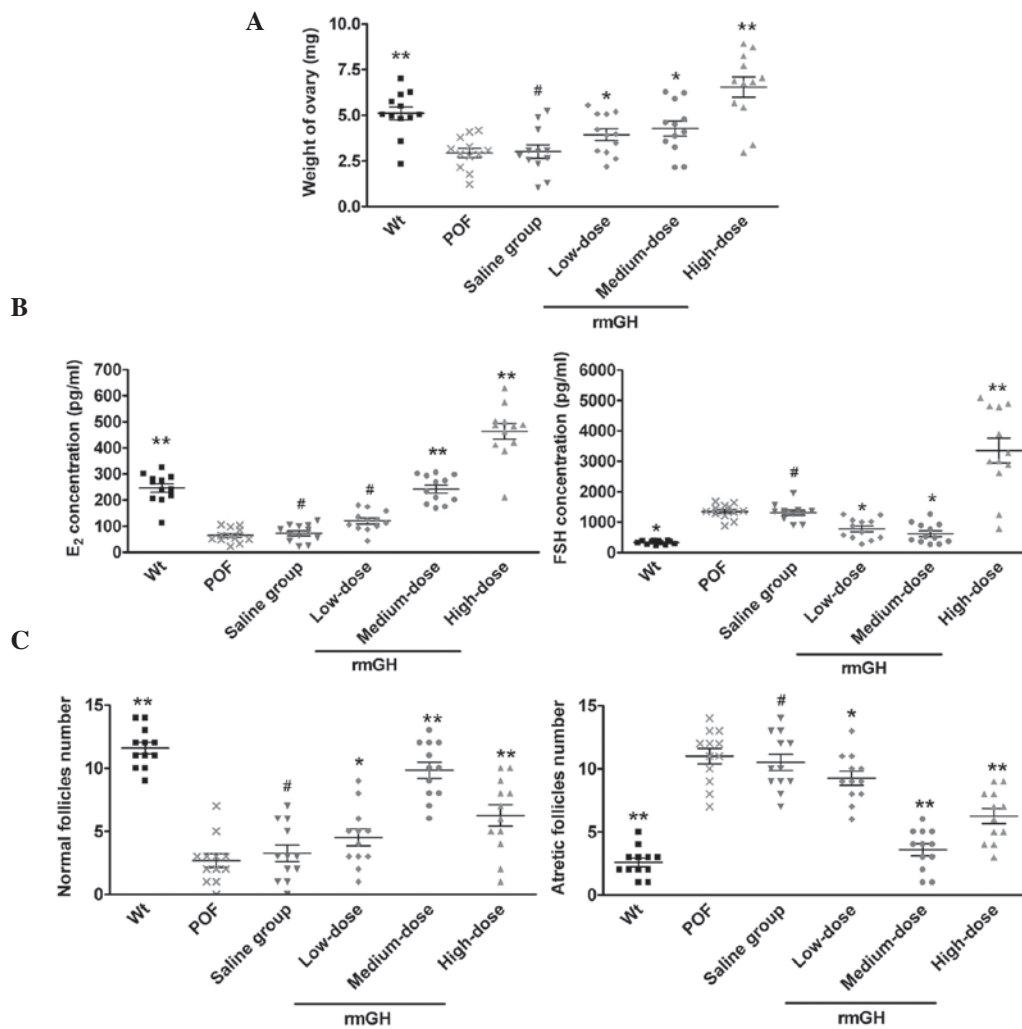 A
Weight of ovary (mg)
10.0
7.5
5.0
2.5
0.0
**
#
*
*
**
Wt
POF
Saline group
Low-dose
Medium-dose
High-dose
rmGH
B
E2 concentration (pg/ml)
700
600
500
400
300
200
100
0
**
#
#
**
**
Wt
POF
Saline group
Low-dose
Medium-dose
High-dose
rmGH
FSH concentration (pg/ml)
6000
5000
4000
3000
2000
1000
0
*
#
*
*
**
Wt
POF
Saline group
Low-dose
Medium-dose
High-dose
rmGH
C
Normal follicles number
15
10
5
0
**
#
*
**
**
Wt
POF
Saline group
Low-dose
Medium-dose
High-dose
rmGH
Atretic follicles number
15
10
5
0
**
#
*
**
**
Wt
POF
Saline group
Low-dose
Medium-dose
High-dose
rmGH